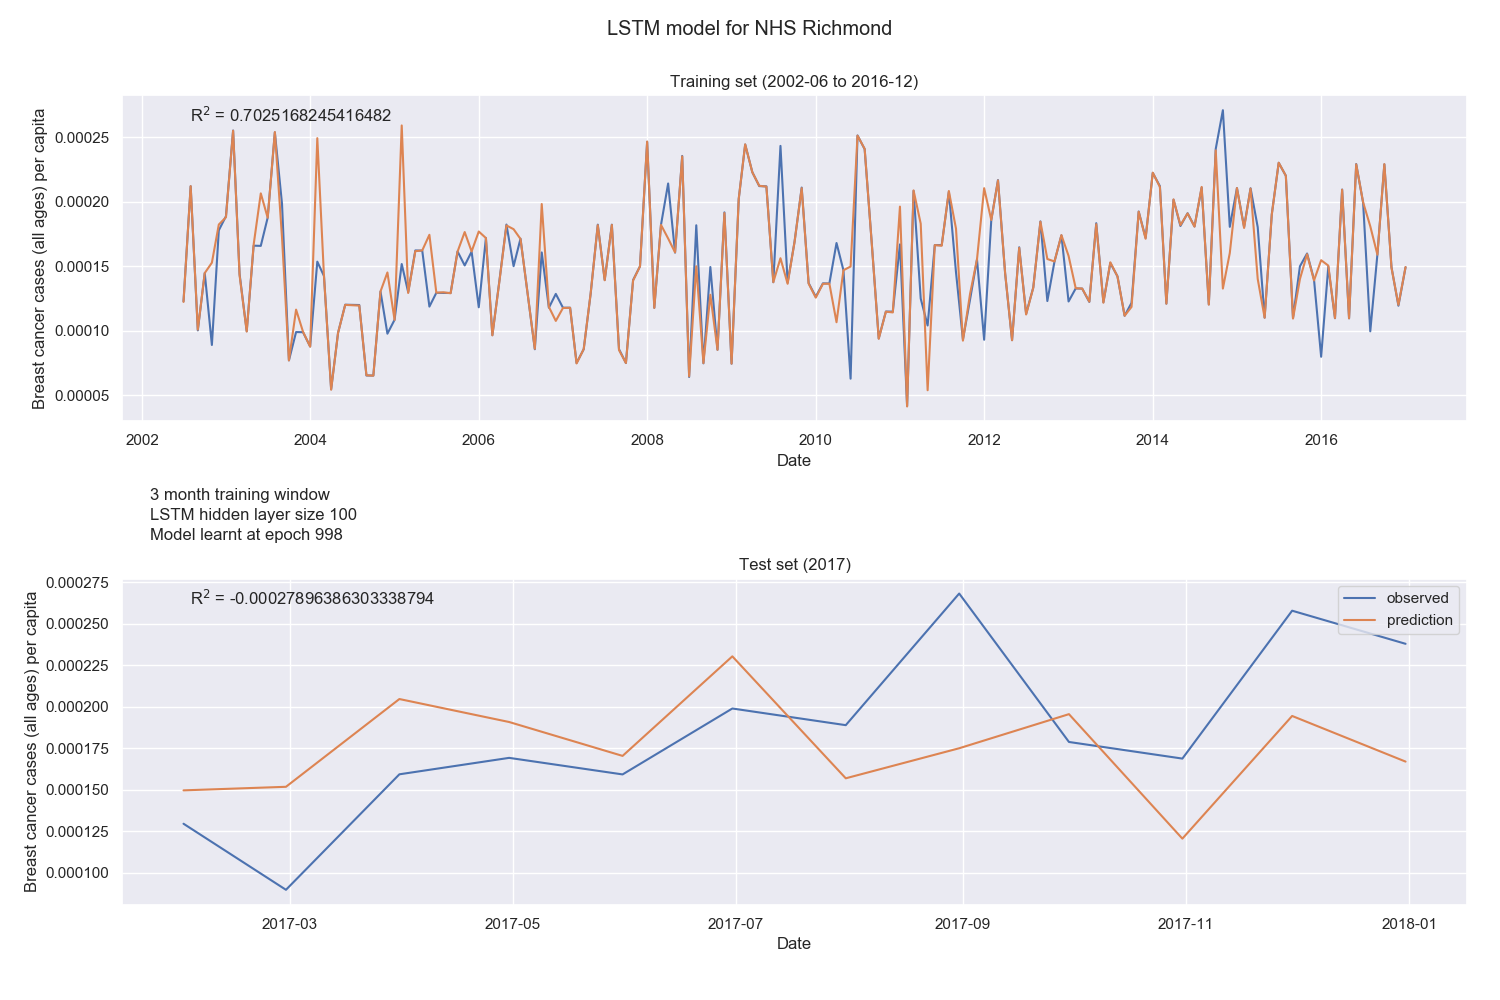 LSTM model for NHS Richmond
Training set (2002-06 to 2016-12)
R² = 0.7025168245416482
Breast cancer cases (all ages) per capita
0.00025
0.00020
0.00015
0.00010
0.00005
2002 2004 2006 2008 2010 2012 2014 2016
Date
3 month training window
LSTM hidden layer size 100
Model learnt at epoch 998
Test set (2017)
R² = -0.00027896386303338794
observed
prediction
Breast cancer cases (all ages) per capita
0.000275
0.000250
0.000225
0.000200
0.000175
0.000150
0.000125
0.000100
2017-03 2017-05 2017-07 2017-09 2017-11 2018-01
Date